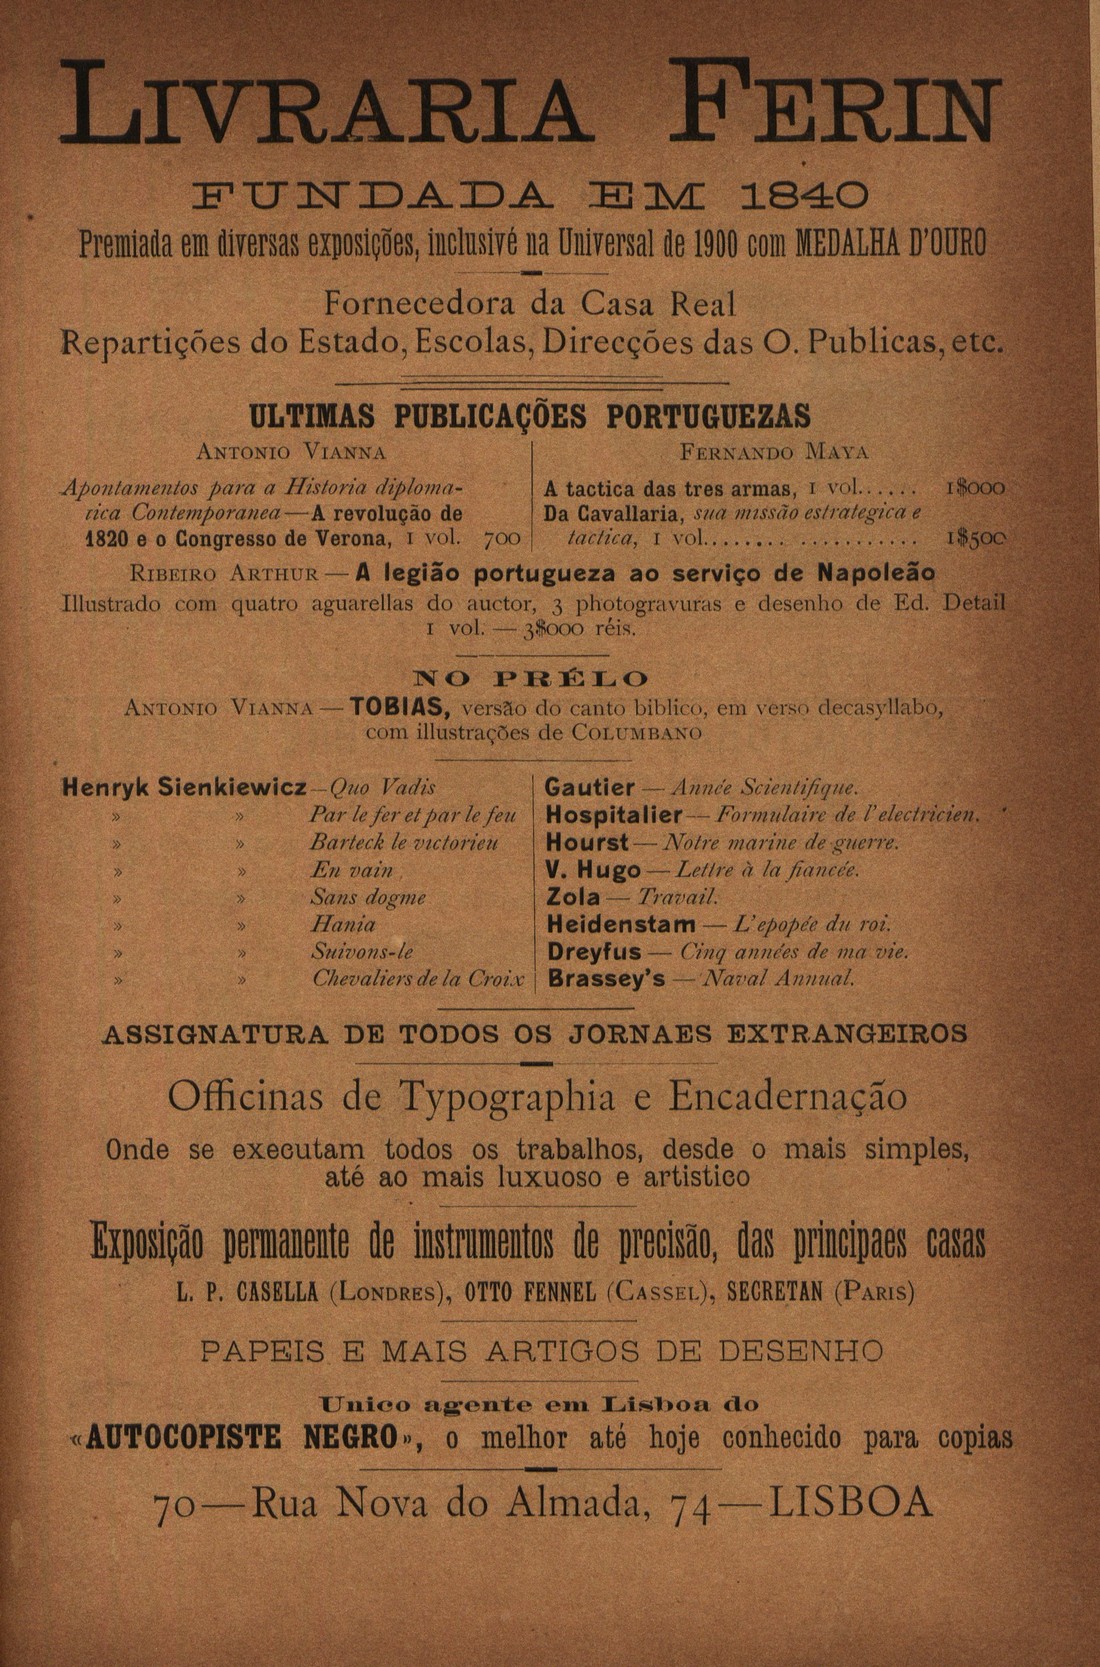 LIVRARIA FERIN
FUNDADA EM 1840
Premiada em diversas exposições, inclusivé na Universal de 1900 com MEDALHA D'OURO
Fornecedora da Casa Real
Repartições do Estado, Escolas, Direcções das O. Publicas, etc.
ULTIMAS PUBLICAÇÕES PORTUGUEZAS
ANTONIO VIANNA
Apontamentos para a Historia diploma-
tica Contemporanea—A revolução de
1820 e o Congresso de Verona, 1 vol. 700
FERNANDO MAYA
A tactica das tres armas, 1 vol...... 1$000
Da Cavallaria, sua missão estrategica e
tactica, 1 vol........ ........... 1$500
RIBEIRO ARTHUR — A legião portugueza ao serviço de Napoleão
Illustrado com quatro aguarellas do auctor, 3 photogravuras e desenho de Ed. Detail
1 vol. — 3$000 réis.
NO PRÉLO
ANTONIO VIANNA — TOBIAS, versão do canto biblico, em verso decasyllabo,
com illustrações de COLUMBANO
Henryk Sienkiewicz—Quo Vadis
» » Par le fer et par le feu
» » Barteck le victorieu
» » En vain
» » Sans dogme
» » Hania
» » Suivons-le
» » Chevaliers de la Croix
Gautier — Année Scientifique.
Hospitalier — Formulaire de l'electricien.
Hourst — Notre marine de guerre.
V. Hugo — Lettre à la fiancée.
Zola — Travail.
Heidenstam — L'epopée du roi.
Dreyfus — Cinq années de ma vie.
Brassey's — Naval Annual.
ASSIGNATURA DE TODOS OS JORNAES EXTRANGEIROS
Officinas de Typographia e Encadernação
Onde se executam todos os trabalhos, desde o mais simples,
até ao mais luxuoso e artistico
Exposição permanente de instrumentos de precisão, das principaes casas
L. P. CASELLA (LONDRES), OTTO FENNEL (CASSEL), SECRETAN (PARIS)
PAPEIS E MAIS ARTIGOS DE DESENHO
Unico agente em Lisboa do
«AUTOCOPISTE NEGRO», o melhor até hoje conhecido para copias
70—Rua Nova do Almada, 74—LISBOA